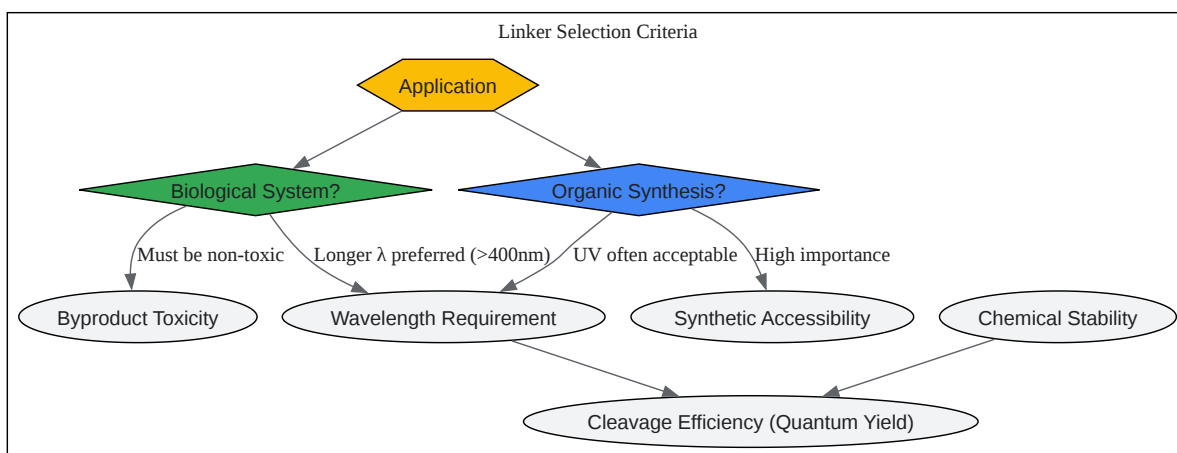 Linker Selection Criteria
Application
Biological System?
Organic Synthesis?
Must be non-toxic
Longer λ preferred (>400nm)
UV often acceptable
High importance
Byproduct Toxicity
Wavelength Requirement
Synthetic Accessibility
Chemical Stability
Cleavage Efficiency (Quantum Yield)